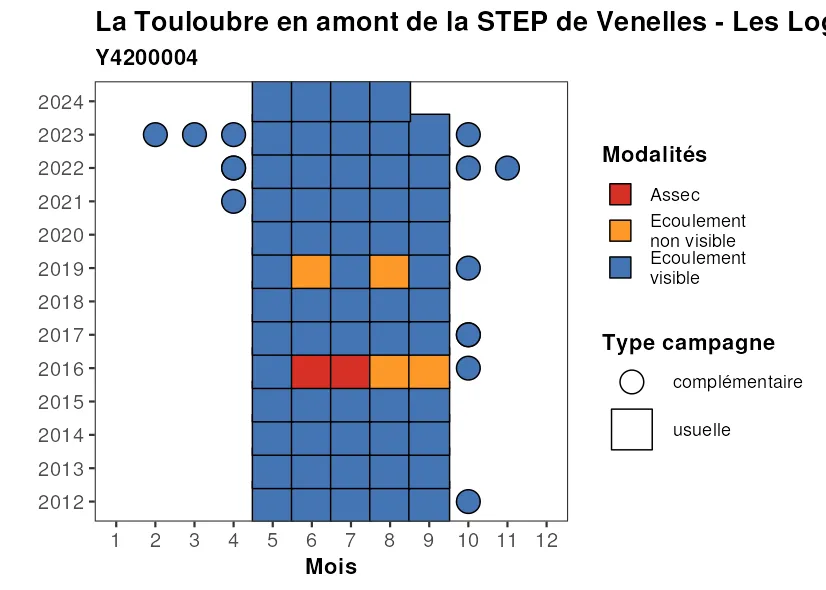 La Touloubre en amont de la STEP de Venelles - Les Log
Y4200004
2024
2023
2022
2021
2020
2019
2018
2017
2016
2015
2014
2013
2012
1 2 3 4 5 6 7 8 9 10 11 12
Mois
Modalités
Assec
Ecoulement
non visible
Ecoulement
visible
Type campagne
complémentaire
usuelle